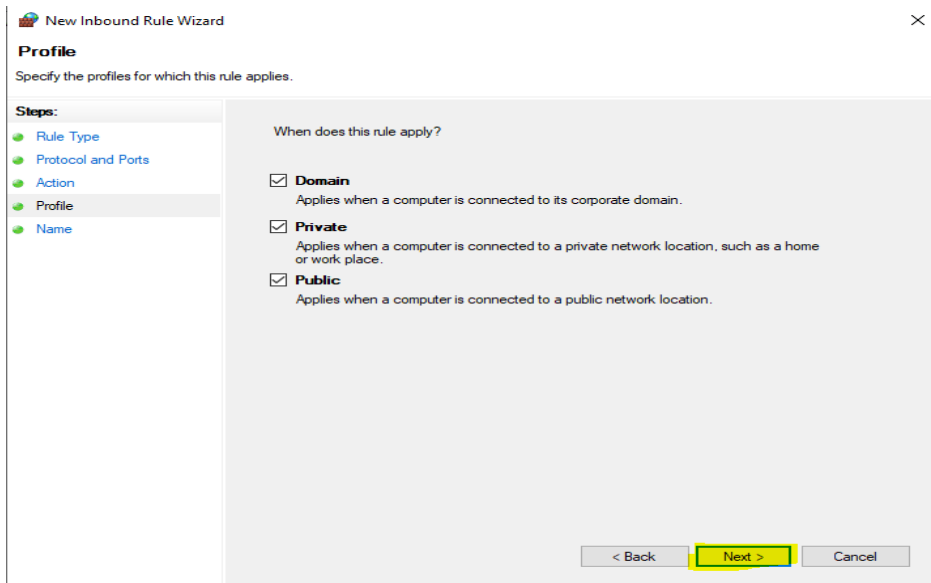 New Inbound Rule Wizard
Profile
Specify the profiles for which this rule applies.
Steps:
Rule Type
Protocol and Ports
Action
Profile
Name
When does this rule apply?
Domain
Applies when a computer is connected to its corporate domain.
Private
Applies when a computer is connected to a private network location, such as a home
or work place.
Public
Applies when a computer is connected to a public network location.
< Back
Next >
Cancel